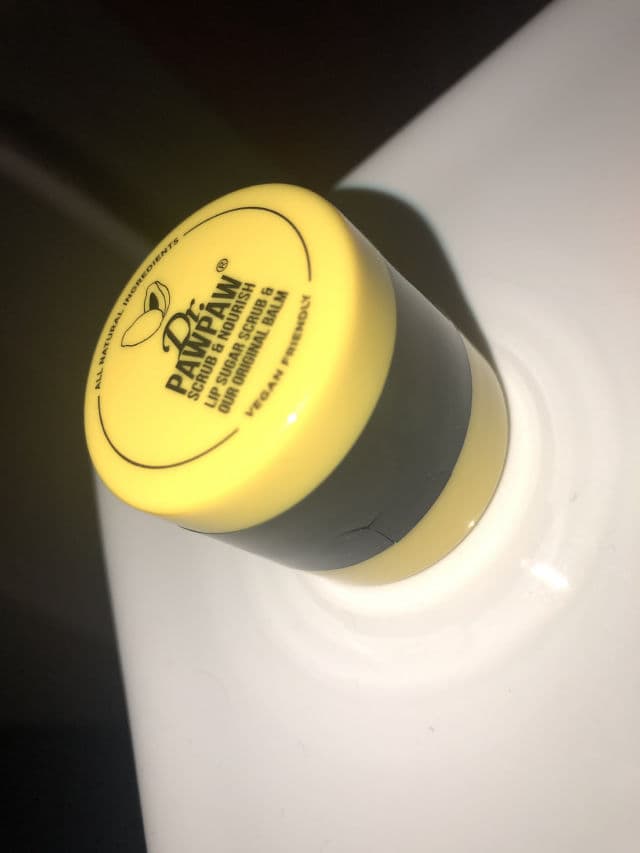 ALL NATURAL INGREDIENTS
Dr.
PAWPAW®
SCRUB & NOURISH
LIP SUGAR SCRUB &
OUR ORIGINAL BALM
VEGAN FRIENDLY